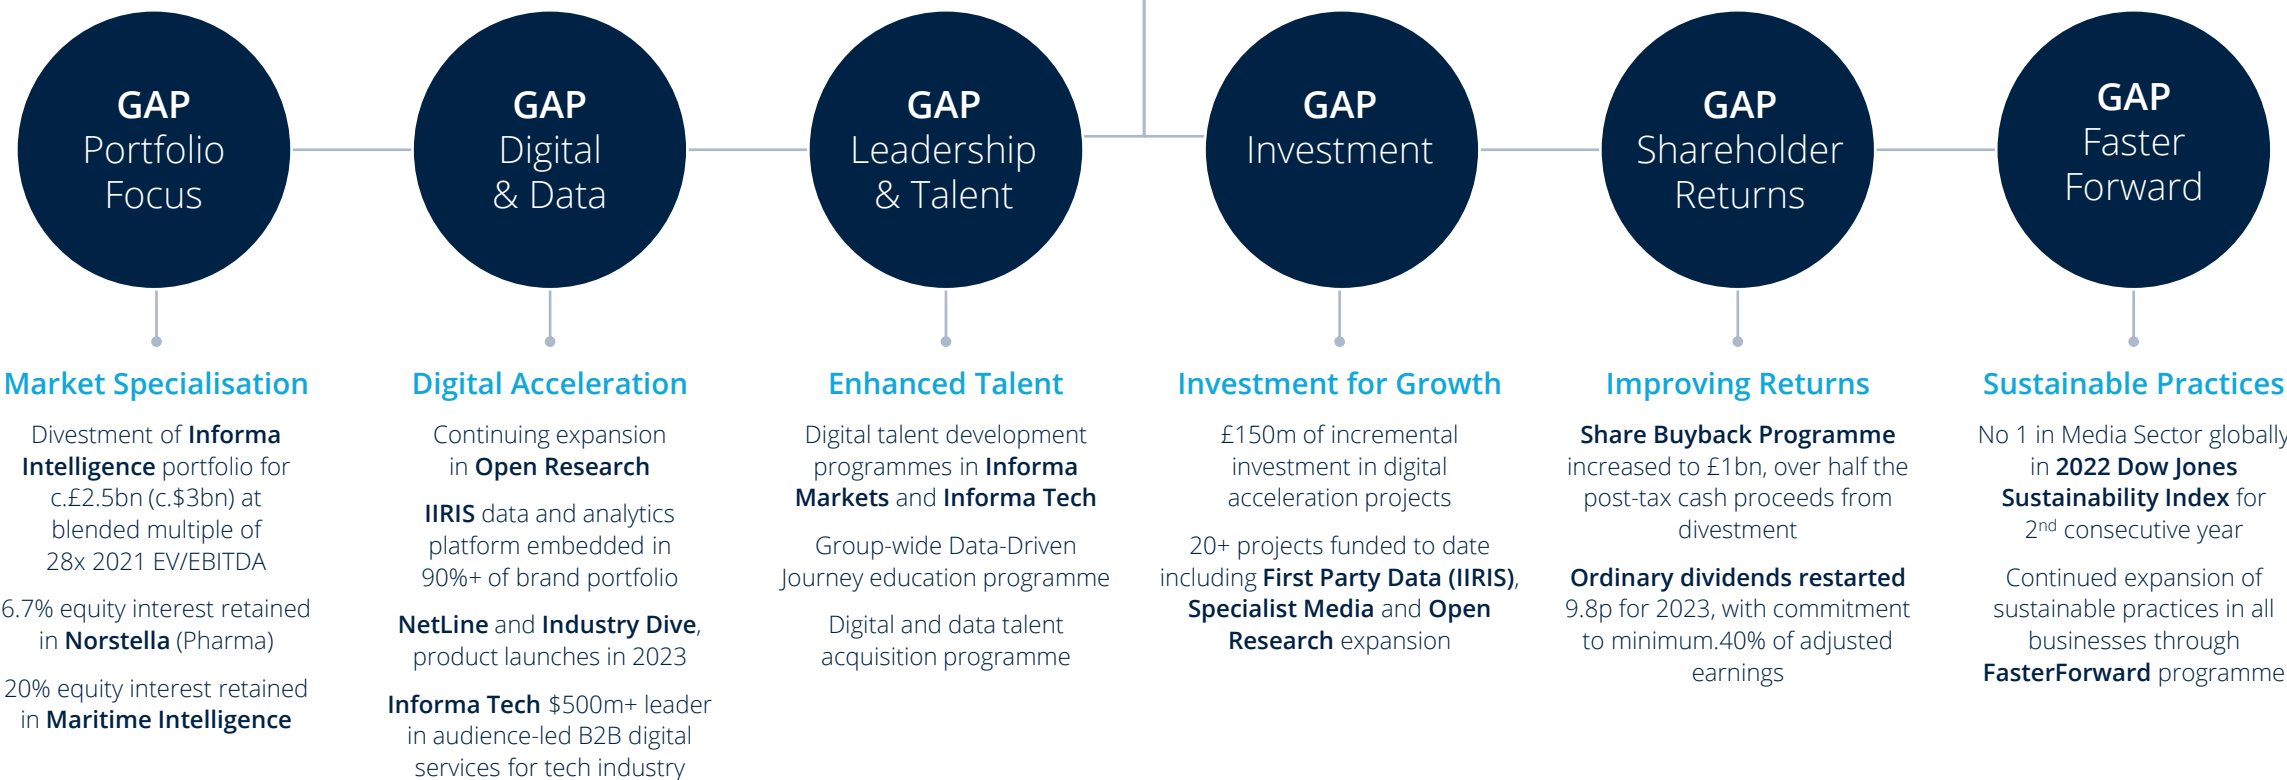 GAP
Portfolio
Focus
GAP
Digital
& Data
GAP
Leadership
& Talent
GAP
Investment
GAP
Shareholder
Returns
GAP
Faster
Forward
Market Specialisation
Divestment of Informa
Intelligence portfolio for
c.£2.5bn (c.$3bn) at
blended multiple of
28x 2021 EV/EBITDA
6.7% equity interest retained
in Norstella (Pharma)
20% equity interest retained
in Maritime Intelligence
Digital Acceleration
Continuing expansion
in Open Research
IIRIS data and analytics
platform embedded in
90%+ of brand portfolio
NetLine and Industry Dive,
product launches in 2023
Informa Tech $500m+ leader
in audience-led B2B digital
services for tech industry
Enhanced Talent
Digital talent development
programmes in Informa
Markets and Informa Tech
Group-wide Data-Driven
Journey education programme
Digital and data talent
acquisition programme
Investment for Growth
£150m of incremental
investment in digital
acceleration projects
20+ projects funded to date
including First Party Data (IIRIS),
Specialist Media and Open
Research expansion
Improving Returns
Share Buyback Programme
increased to £1bn, over half the
post-tax cash proceeds from
divestment
Ordinary dividends restarted
9.8p for 2023, with commitment
to minimum.40% of adjusted
earnings
Sustainable Practices
No 1 in Media Sector globally
in 2022 Dow Jones
Sustainability Index for
2nd consecutive year
Continued expansion of
sustainable practices in all
businesses through
FasterForward programme